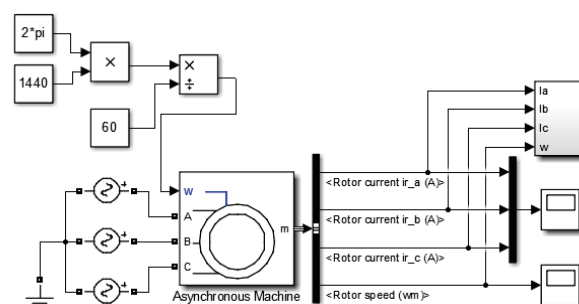 2*pi
×
1440
×
÷
60
Ia
Ib
Ic
w
w
A
B
C
m
<Rotor current ir_a (A)>
<Rotor current ir_b (A)>
<Rotor current ir_c (A)>
<Rotor speed (wm)>
Asynchronous Machine
+
+
+